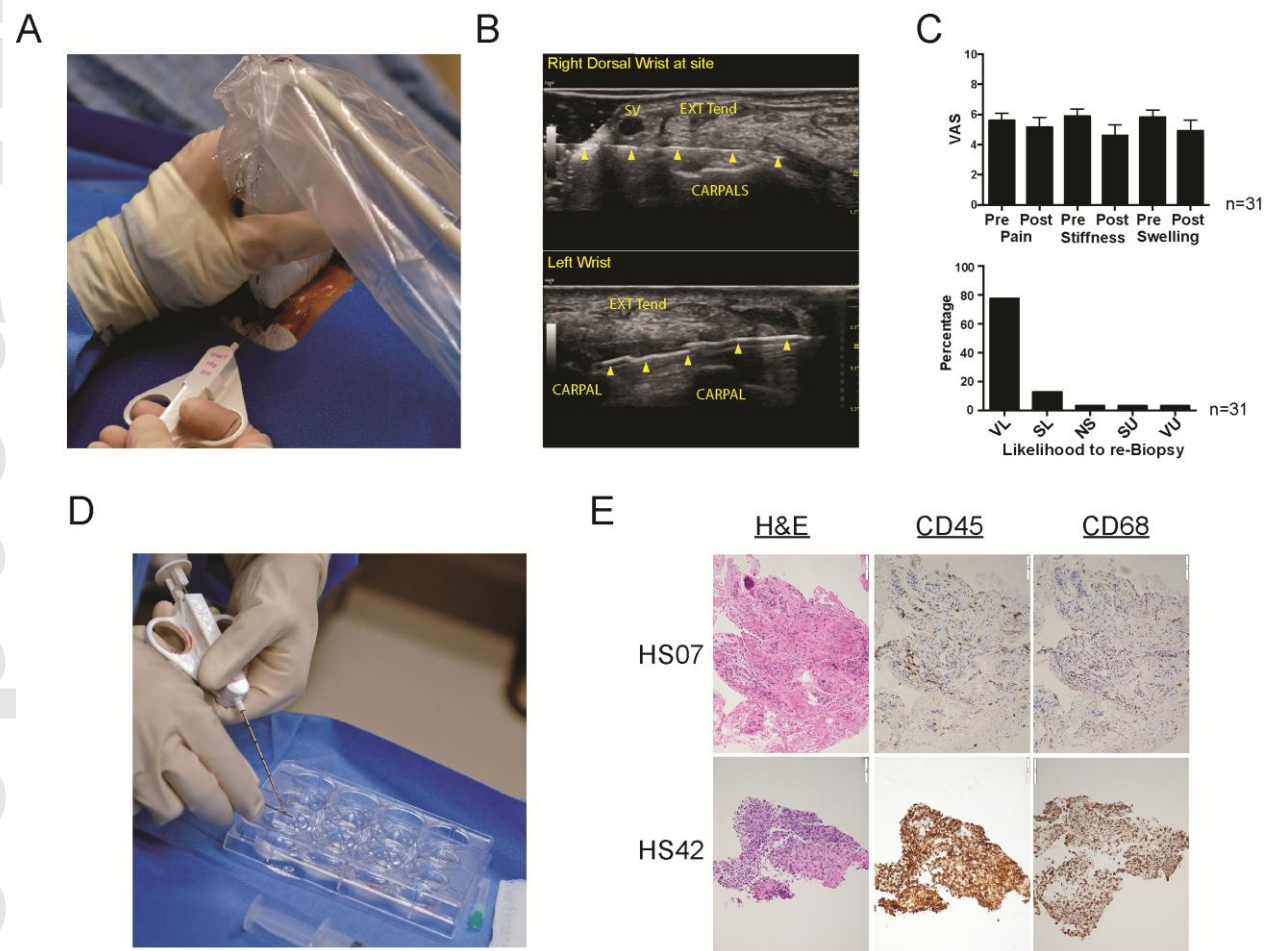 A
B
C
Right Dorsal Wrist at site
SV
EXT Tend
CARPALS
Left Wrist
EXT Tend
CARPAL
CARPAL
10
8
6
4
2
0
VAS
Pre Post Pre Post Pre Post
Pain Stiffness Swelling
n=31
100
80
60
40
20
0
Percentage
VL SL NS SU VU
n=31
Likelihood to re-Biopsy
D
E
H&E CD45 CD68
HS07
HS42